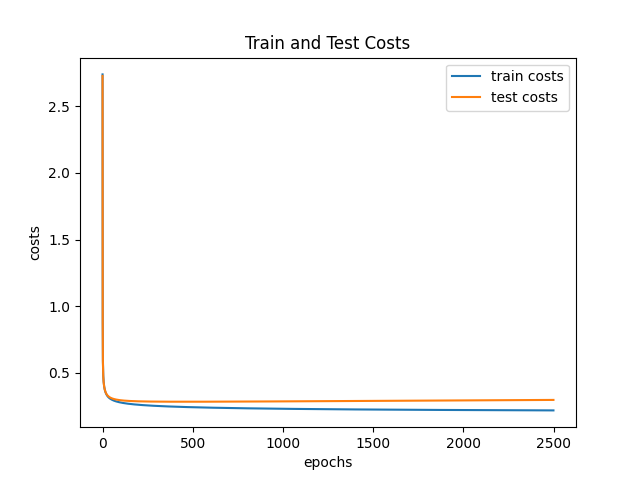 Train and Test Costs
train costs
test costs
2.5
2.0
1.5
1.0
0.5
costs
0 500 1000 1500 2000 2500
epochs